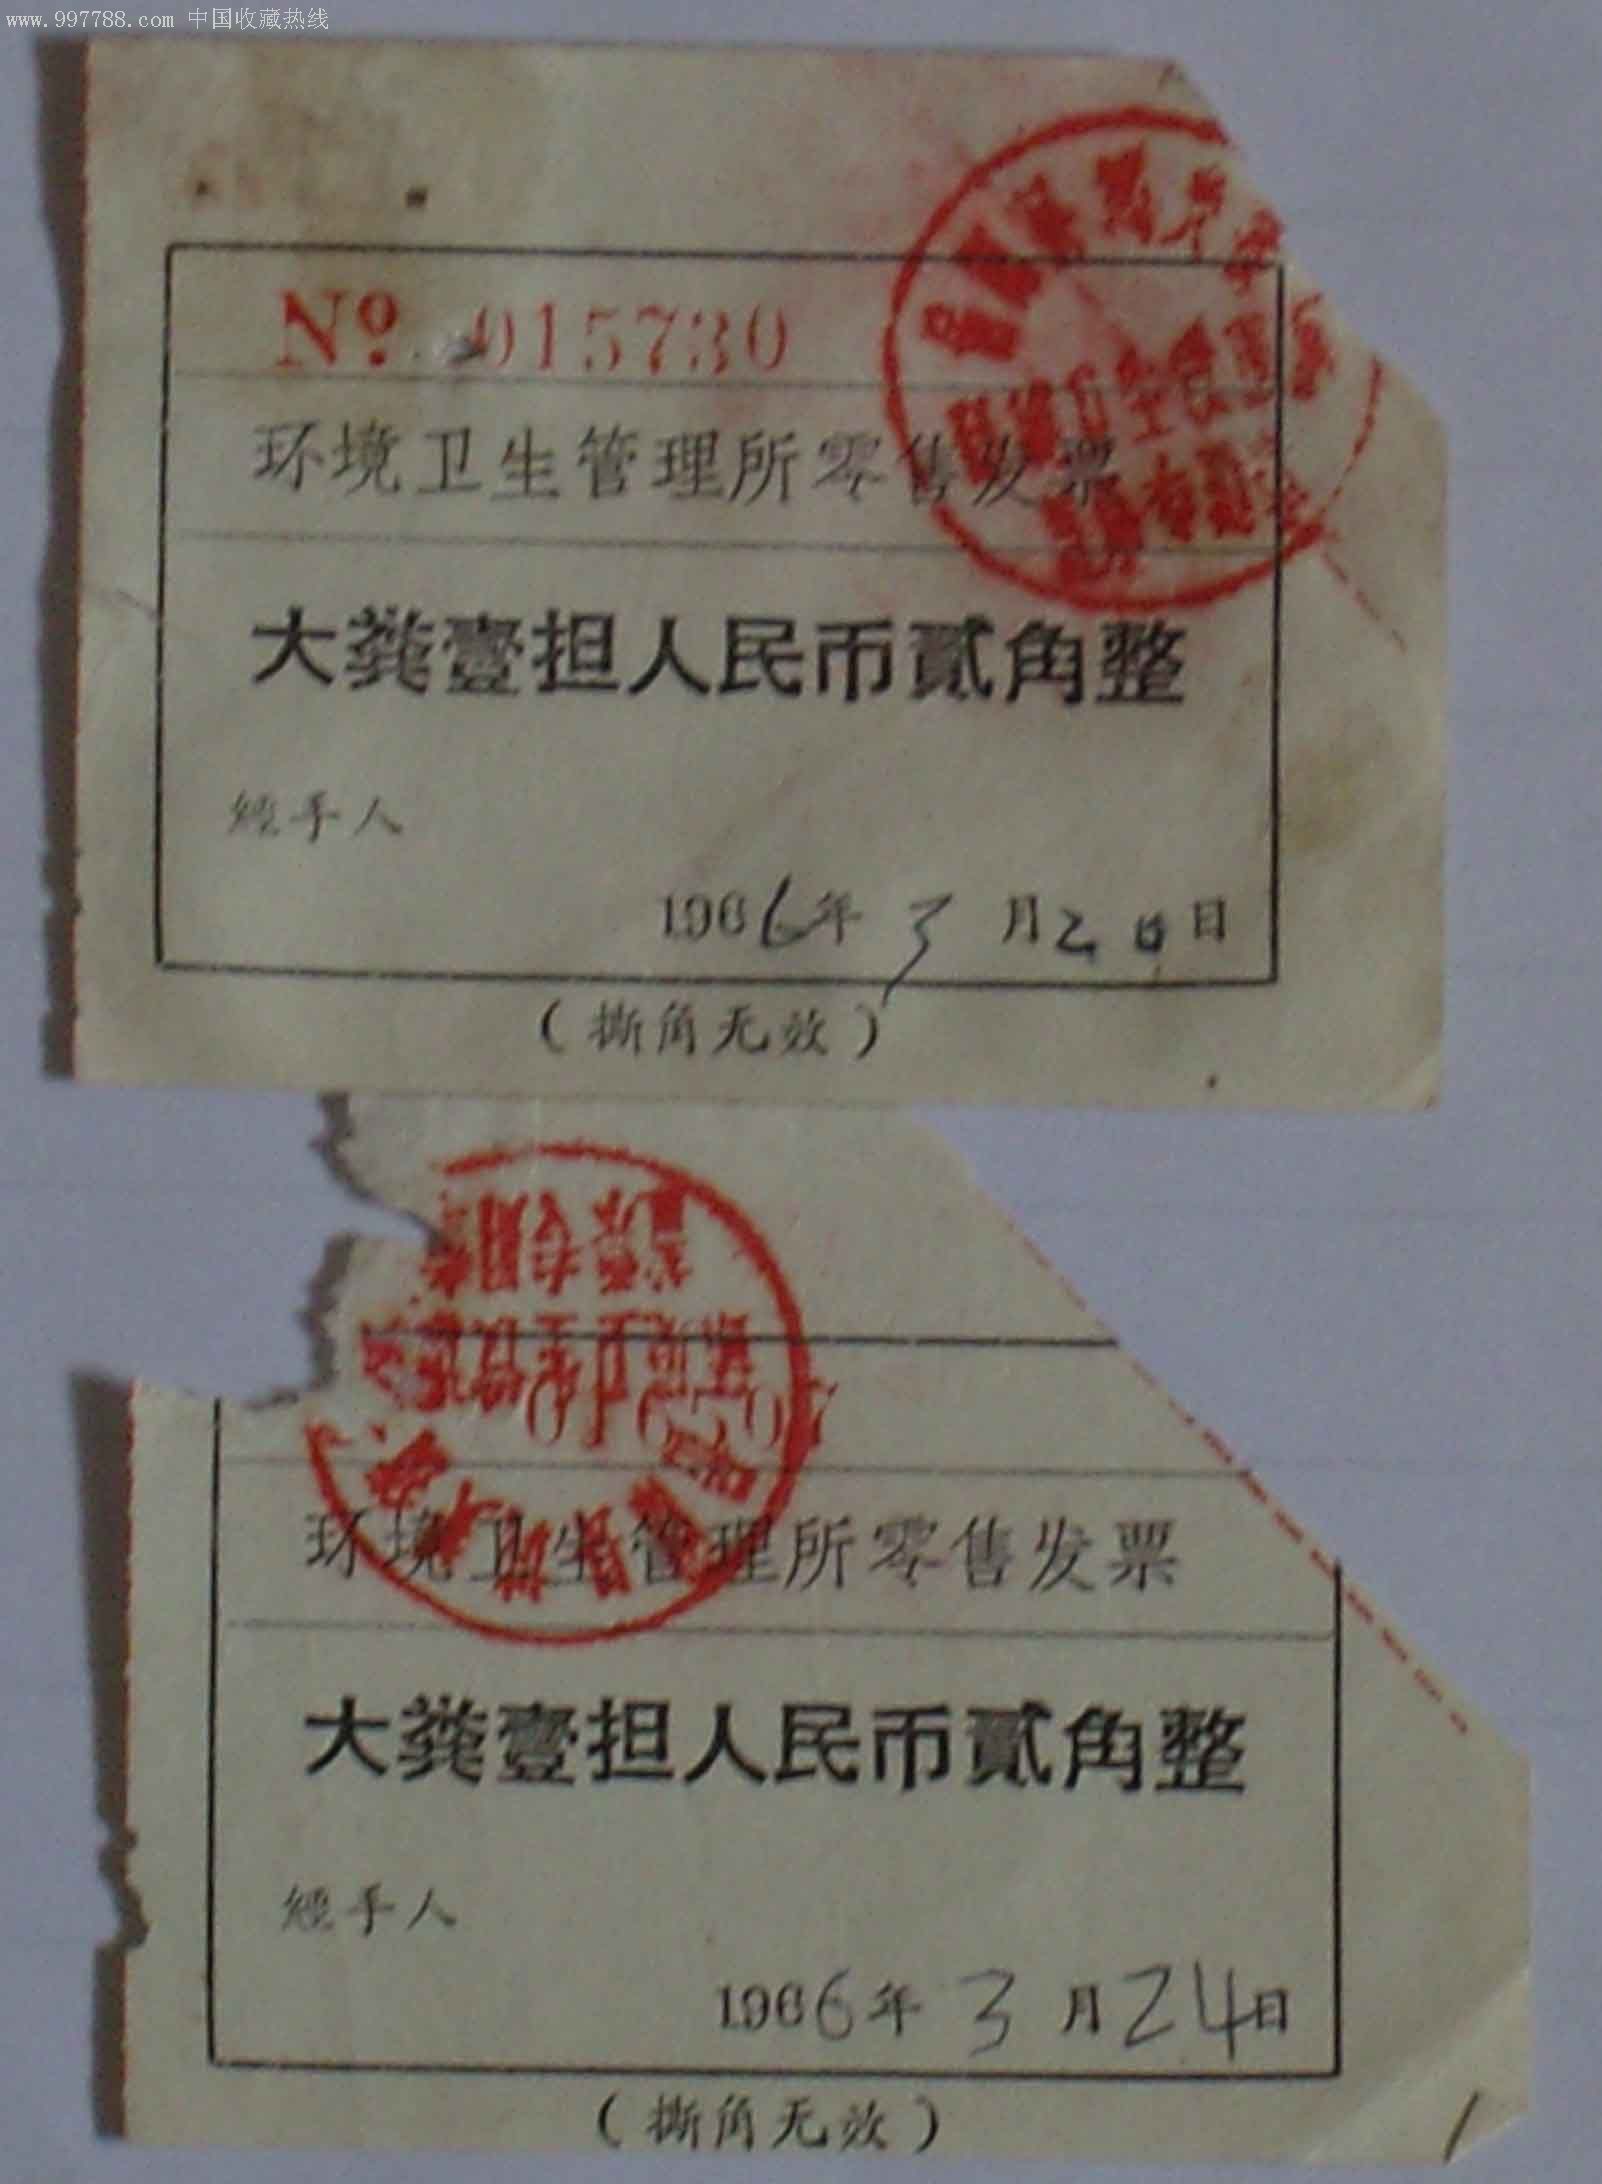 www.997788.com 中国收藏热线
№ 015730
环境卫生管理所零售发票
大粪壹担人民币贰角整
經手人
1966年 3 月20日
(撕角无效)
环境卫生管理所零售发票
大粪壹担人民币贰角整
經手人
1966年 3 月24日
(撕角无效)